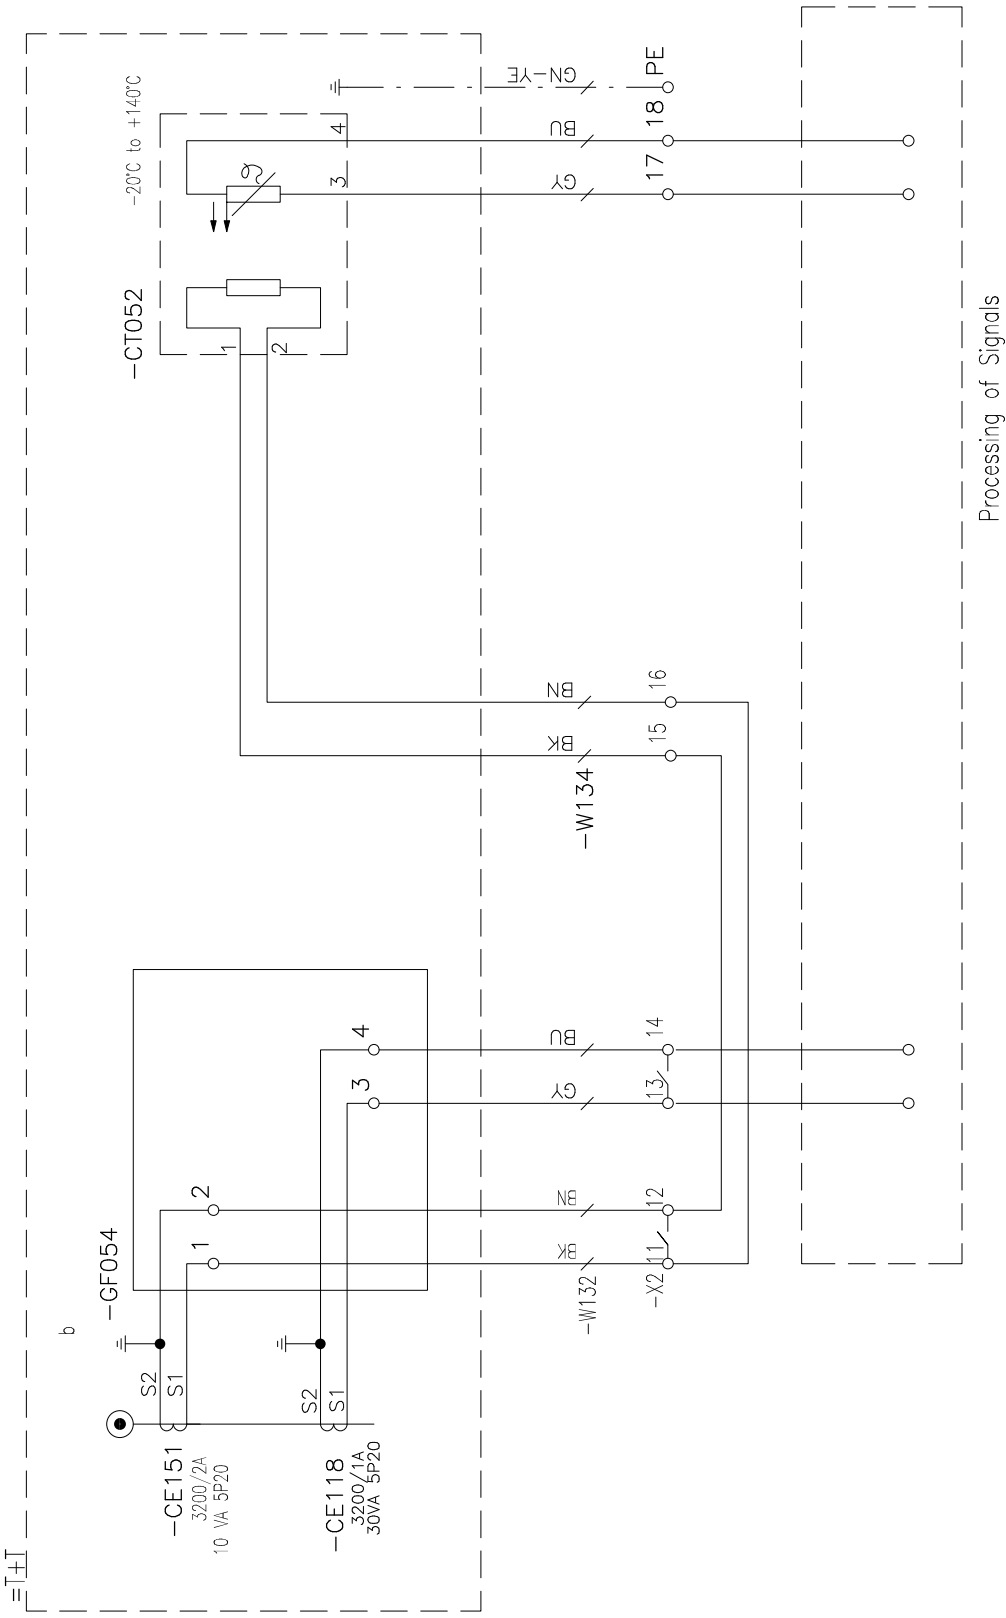 =T+T
b
-CE151
3200/2A
10 VA 5P20
-CE118
3200/1A
30VA 5P20
S2
S1
S2
S1
-GF054
1
2
3
4
-W132
BK
BN
GY
BU
-X2
11
12
13
14
-W134
BK
BN
15
16
-CT052
-20°C to +140°C
1
2
3
4
ϑ
GY
BU
GN-YE
17
18
PE
Processing of Signals